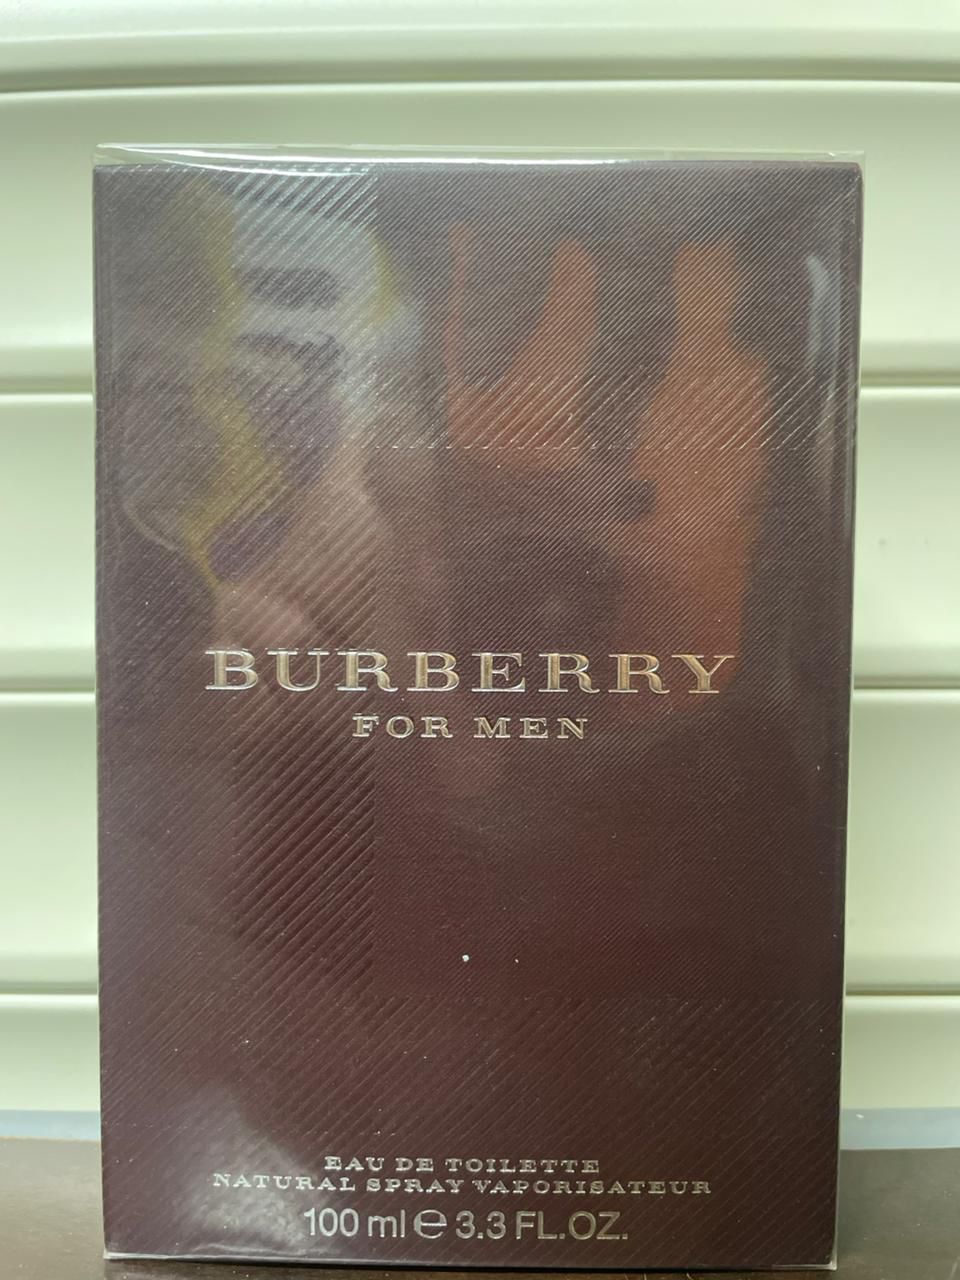 BURBERRY
FOR MEN
EAU DE TOILETTE
NATURAL SPRAY VAPORISATEUR
100 ml ℮ 3.3 FL.OZ.